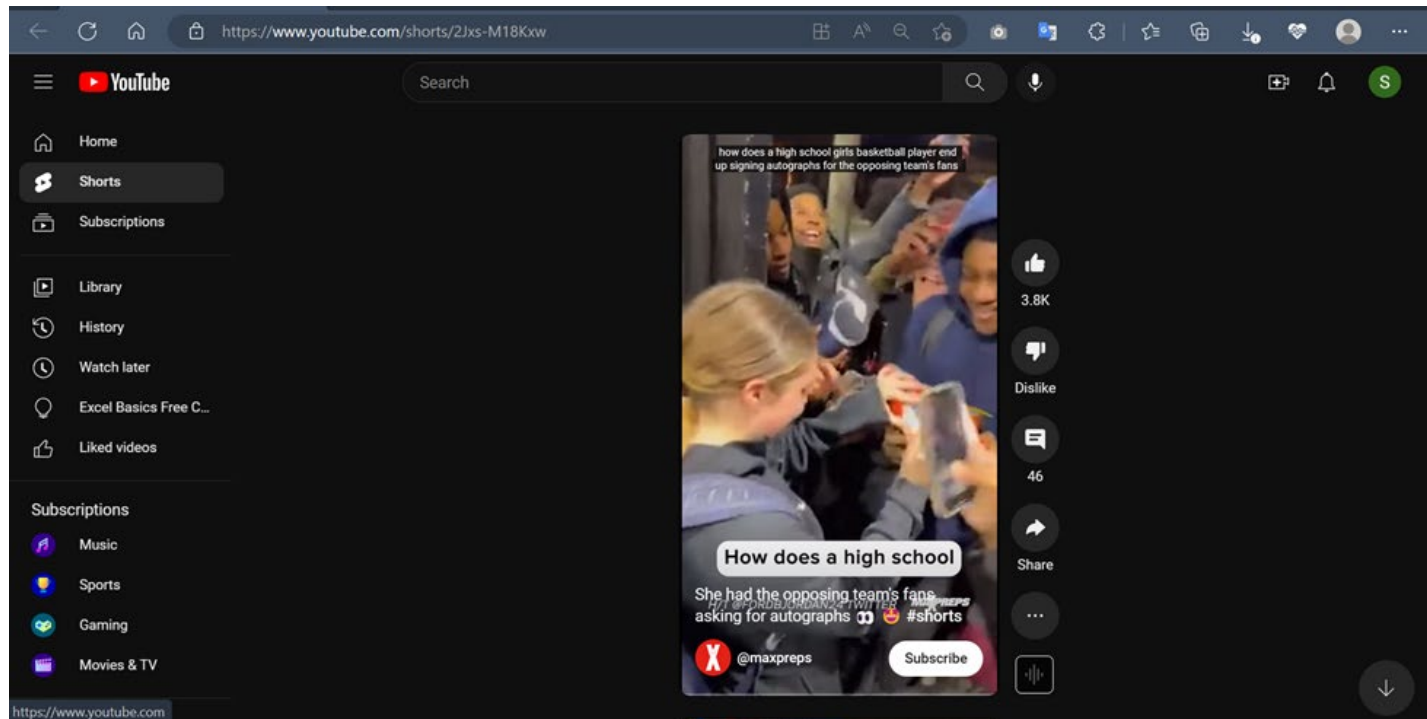 https://www.youtube.com/shorts/2Jxs-M18Kxw
YouTube
Search
S
Home
Shorts
Subscriptions
Library
History
Watch later
Excel Basics Free C...
Liked videos
Subscriptions
Music
Sports
Gaming
Movies & TV
https://www.youtube.com
how does a high school girls basketball player end
up signing autographs for the opposing team's fans
How does a high school
She had the opposing team's fans
H/T @FORDBJORDAN24 TWITTER MAXPREPS
asking for autographs 👀 🤩 #shorts
@maxpreps
Subscribe
3.8K
Dislike
46
Share